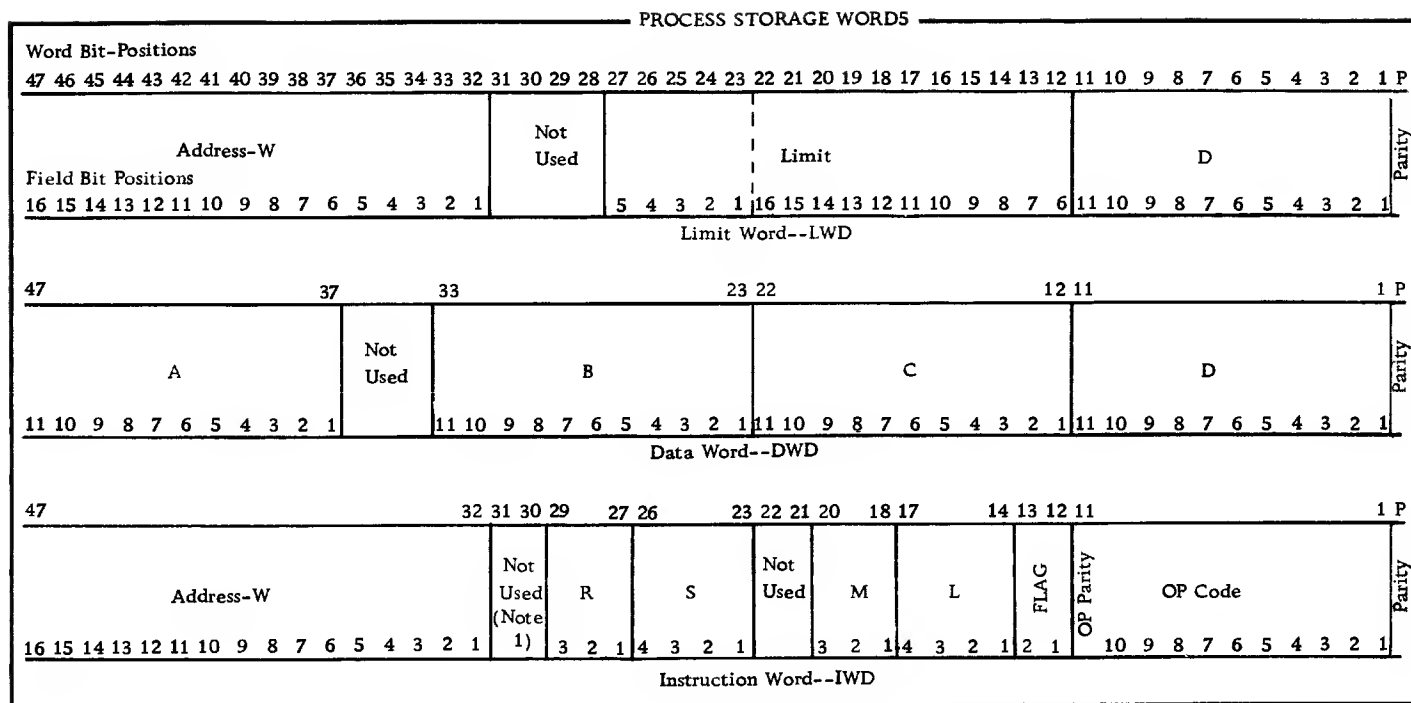 PROCESS STORAGE WORDS
Word Bit-Positions
47 46 45 44 43 42 41 40 39 38 37 36 35 34 33 32 31 30 29 28 27 26 25 24 23 22 21 20 19 18 17 16 15 14 13 12 11 10 9 8 7 6 5 4 3 2 1 P
Address-W Not Used Limit D Parity
Field Bit Positions
16 15 14 13 12 11 10 9 8 7 6 5 4 3 2 1 5 4 3 2 1 16 15 14 13 12 11 10 9 8 7 6 11 10 9 8 7 6 5 4 3 2 1
Limit Word--LWD
47 37 33 23 22 12 11 1 P
A Not Used B C D Parity
11 10 9 8 7 6 5 4 3 2 1 11 10 9 8 7 6 5 4 3 2 1 11 10 9 8 7 6 5 4 3 2 1 11 10 9 8 7 6 5 4 3 2 1
Data Word--DWD
47 32 31 30 29 27 26 23 22 21 20 18 17 14 13 12 11 1 P
Address-W Not Used (Note 1) R S Not Used M L FLAG OP Parity OP Code Parity
16 15 14 13 12 11 10 9 8 7 6 5 4 3 2 1 3 2 1 4 3 2 1 3 2 1 4 3 2 1 2 1 10 9 8 7 6 5 4 3 2 1
Instruction Word--IWD